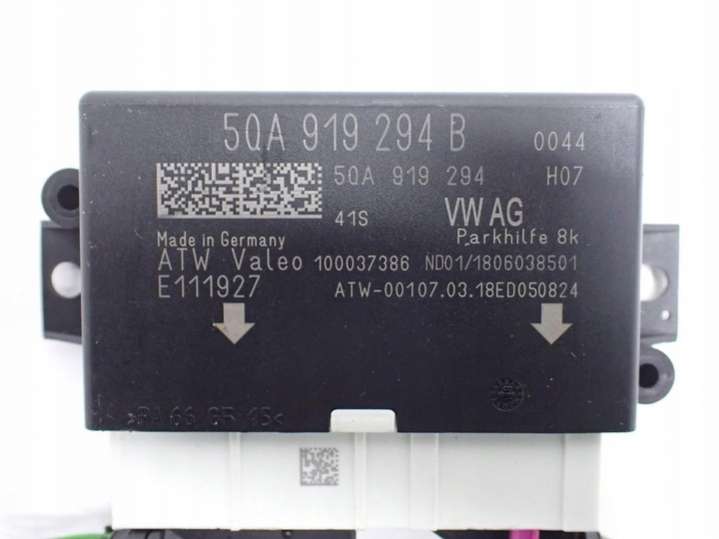 5QA 919 294 B 0044
5QA 919 294 H07
41S VW AG
Made in Germany Parkhilfe 8k
ATW Valeo 100037386 ND01/1806038501
E111927 ATW-00107.03.18ED050824